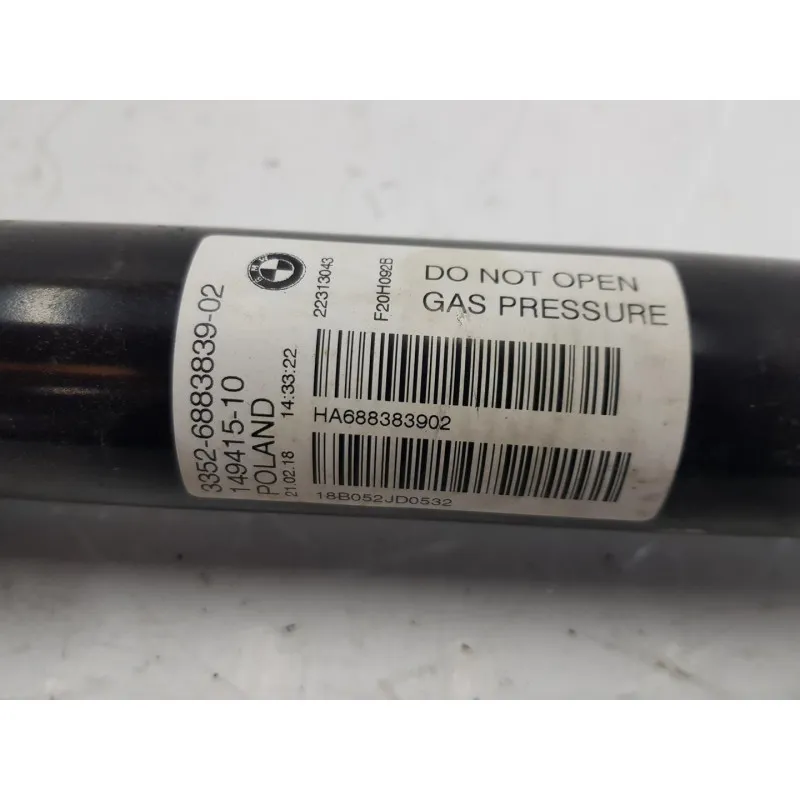 BMW
3352-6883839-02
149415-10
POLAND
21.02.18 14:33:22
22313043
F20H092B
DO NOT OPEN
GAS PRESSURE
HA688383902
18B052JD0532